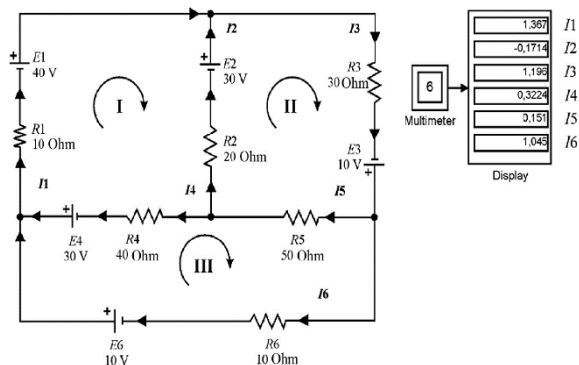 I2
I3
E1
40 V
+
E2
30 V
+
R3
30 Ohm
I
II
R1
10 Ohm
R2
20 Ohm
E3
10 V
+
I1
I4
I5
E4
30 V
+
R4
40 Ohm
R5
50 Ohm
III
I6
+
E6
10 V
R6
10 Ohm
6
Multimeter
1,367 I1
-0,1714 I2
1,196 I3
0,3224 I4
0,151 I5
1,045 I6
Display